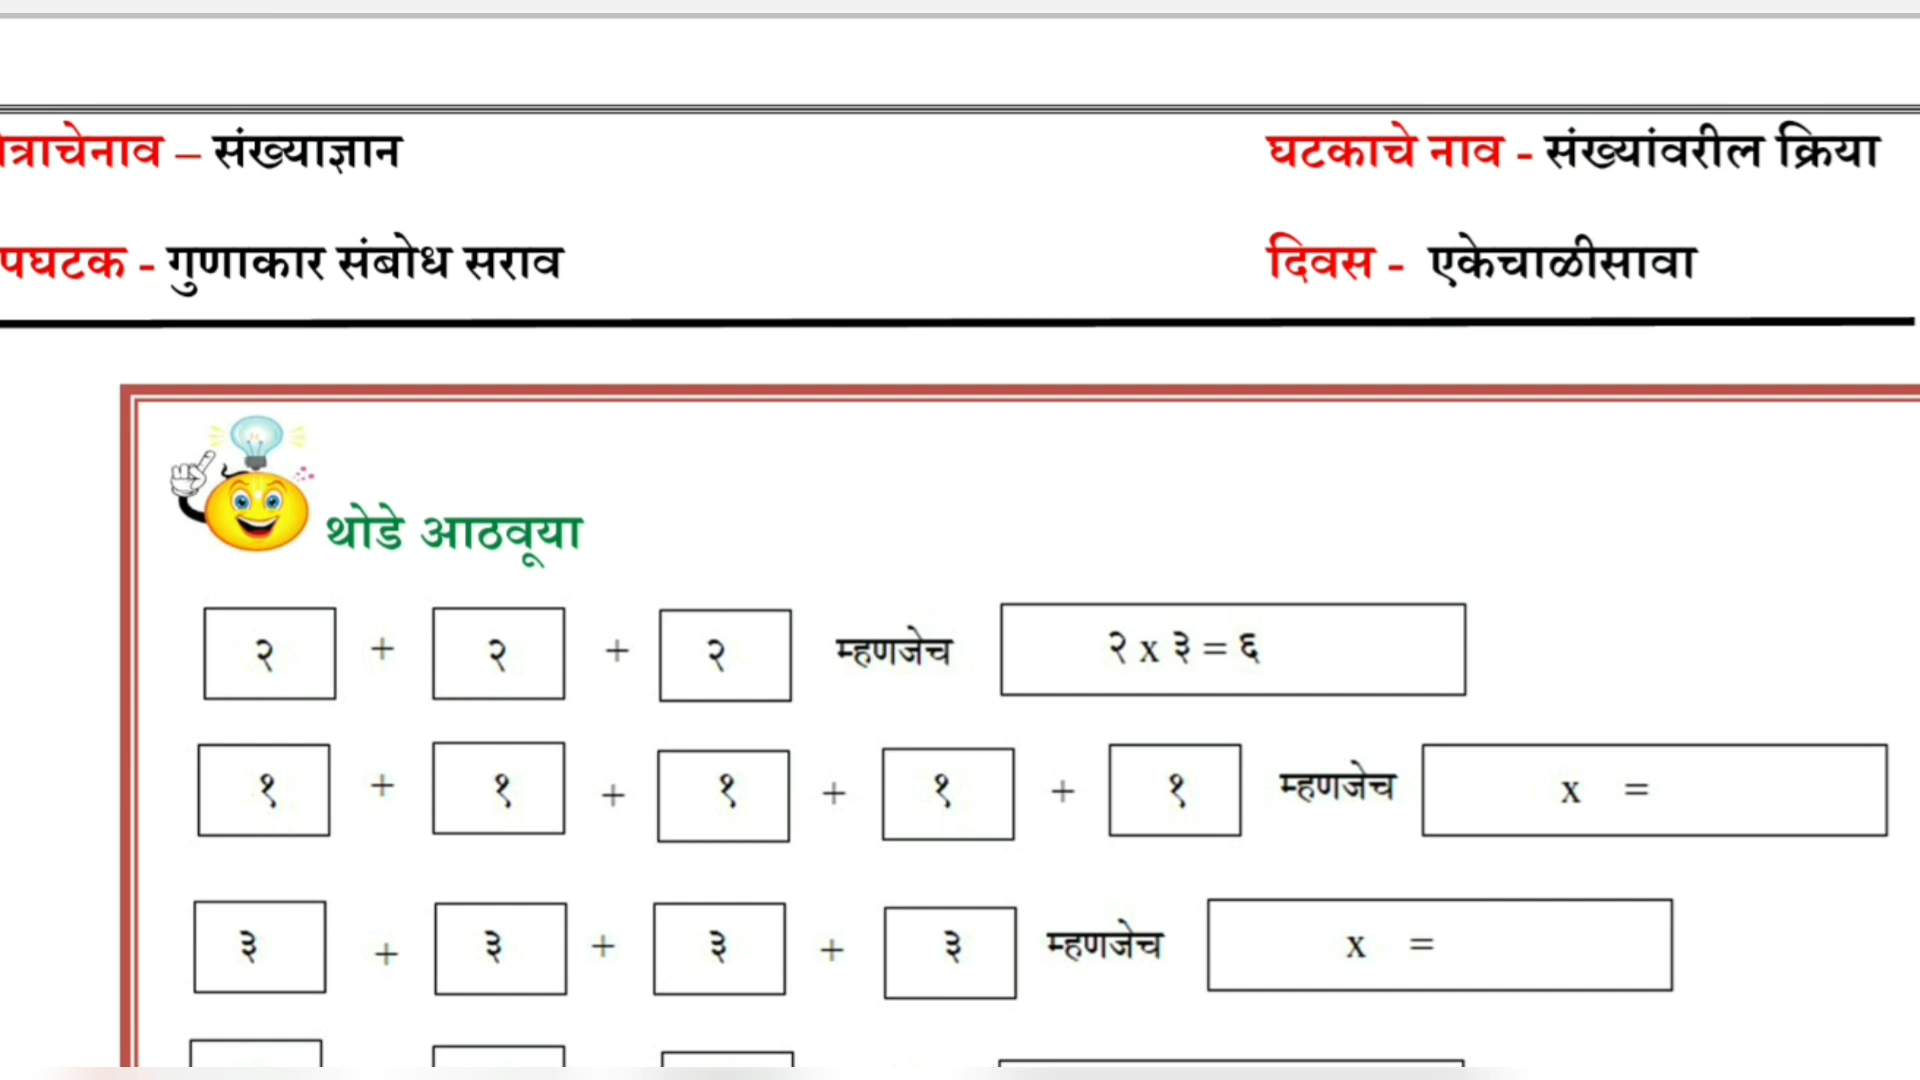 – संख्याज्ञान घटकाचे नाव - संख्यांवरील क्रिया
- गुणाकार संबोध सराव दिवस - एकेचाळीसावा
थोडे आठवूया
२ + २ + २ म्हणजेच २ x ३ = ६
१ + १ + १ + १ + १ म्हणजेच x =
३ + ३ + ३ + ३ म्हणजेच x =